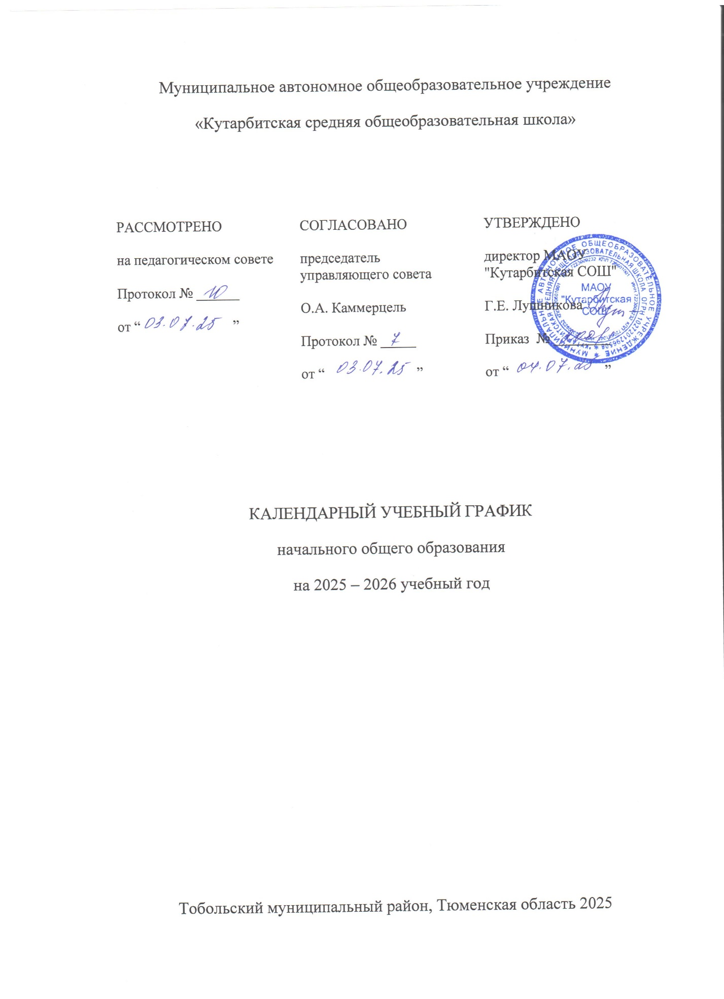 Муниципальное автономное общеобразовательное учреждение
«Кутарбитская средняя общеобразовательная школа»
РАССМОТРЕНО
на педагогическом совете
Протокол № 10
от “ 03.07.25 ”
СОГЛАСОВАНО
председатель
управляющего совета
О.А. Каммерцель
Протокол № 7
от “ 03.07.25 ”
УТВЕРЖДЕНО
директор МАОУ
"Кутарбитская СОШ"
Г.Е. Лушникова
Приказ №
от “ 04.07.25 ”
МАОУ
"Кутарбитская
СОШ"
КАЛЕНДАРНЫЙ УЧЕБНЫЙ ГРАФИК
начального общего образования
на 2025 – 2026 учебный год
Тобольский муниципальный район, Тюменская область 2025